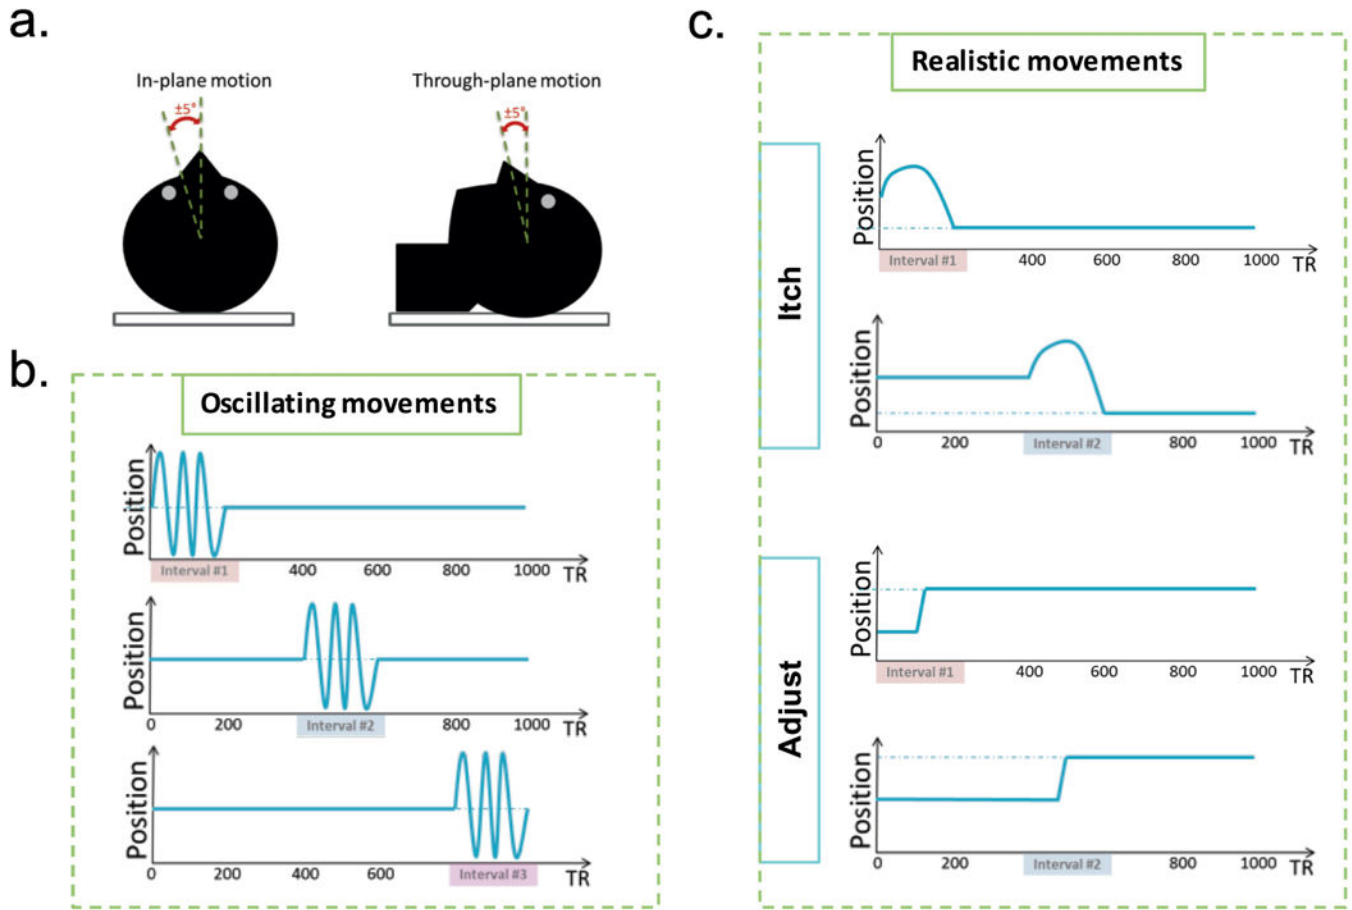 a.
In-plane motion
±5°
Through-plane motion
±5°
b.
Oscillating movements
Position
Interval #1 400 600 800 1000 TR
Position
0 200 Interval #2 800 1000 TR
Position
0 200 400 600 Interval #3 TR
c.
Realistic movements
Itch
Position
Interval #1 400 600 800 1000 TR
Position
0 200 Interval #2 800 1000 TR
Adjust
Position
Interval #1 400 600 800 1000 TR
Position
0 200 Interval #2 800 1000 TR